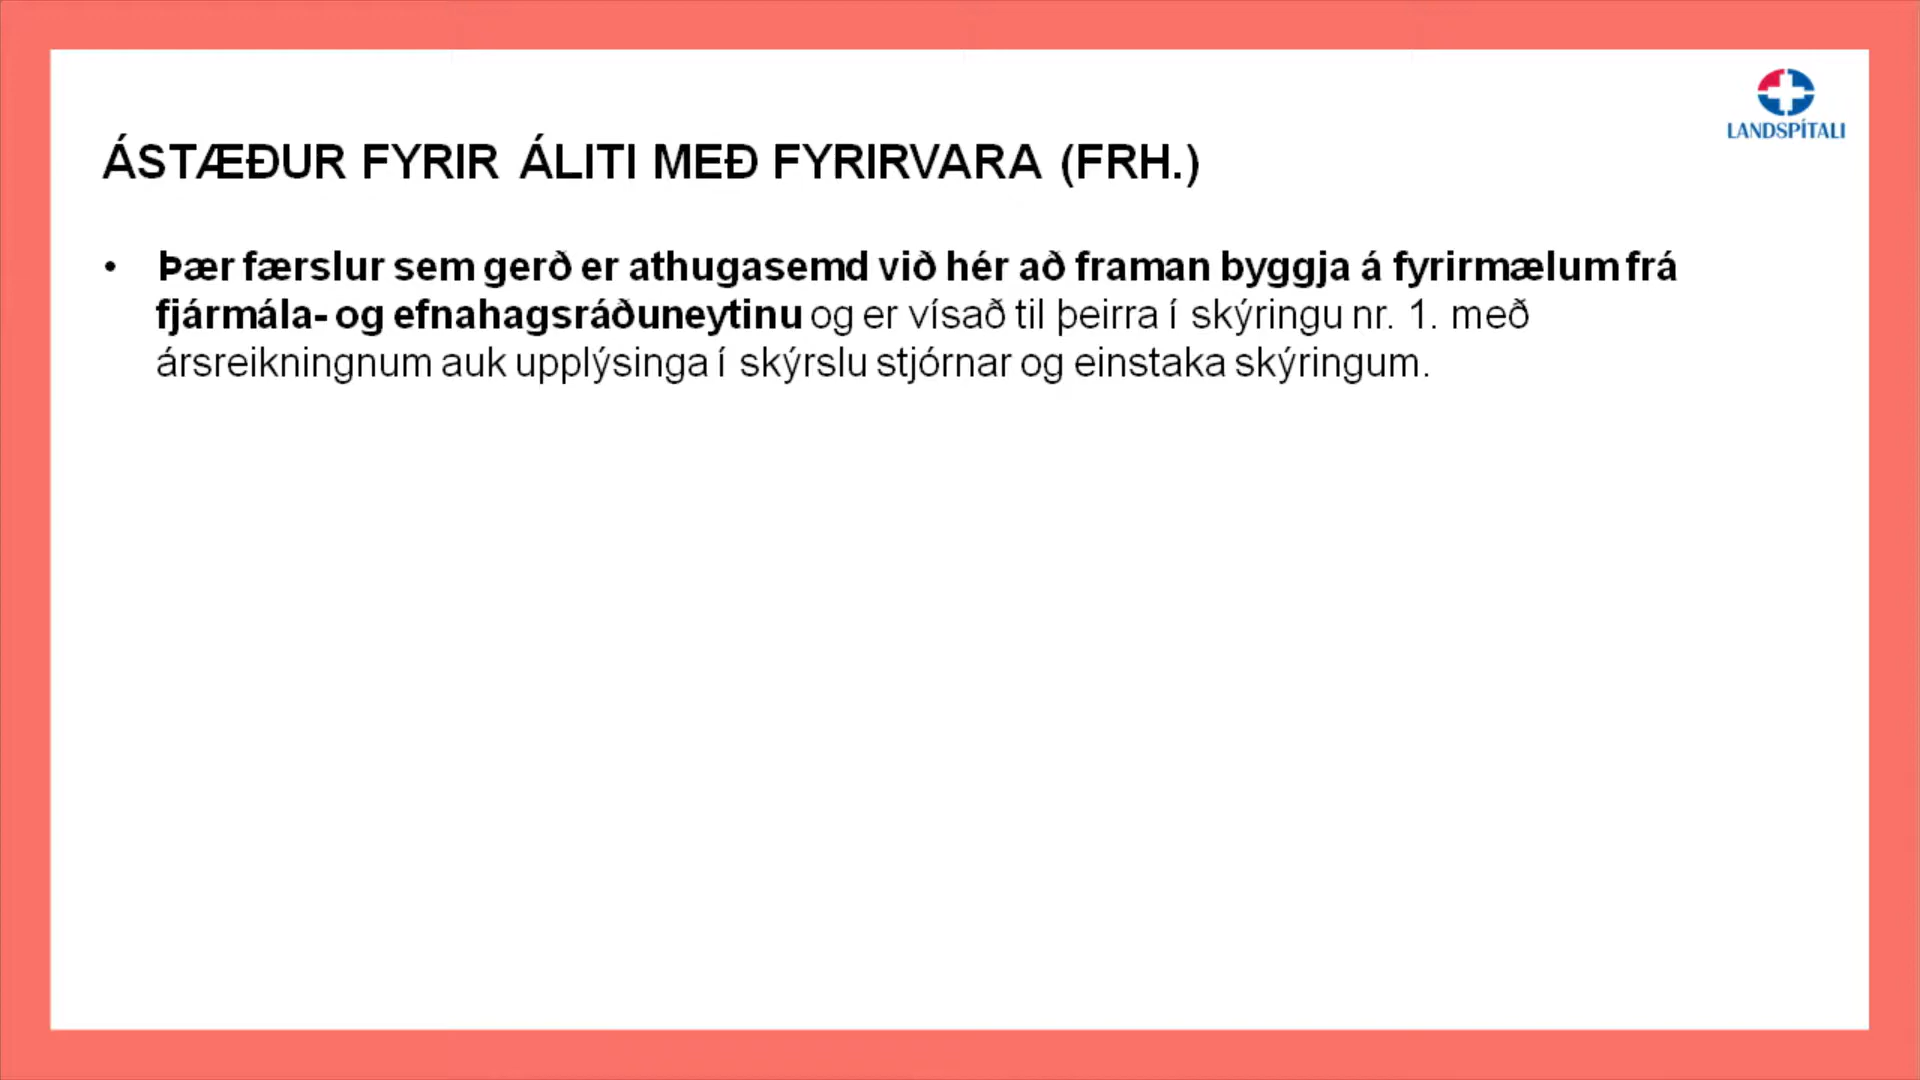 LANDSPÍTALI
ÁSTÆÐUR FYRIR ÁLITI MEÐ FYRIRVARA (FRH.)
• Þær færslur sem gerð er athugasemd við hér að framan byggja á fyrirmælum frá
fjármála- og efnahagsráðuneytinu og er vísað til þeirra í skýringu nr. 1. með
ársreikningnum auk upplýsinga í skýrslu stjórnar og einstaka skýringum.